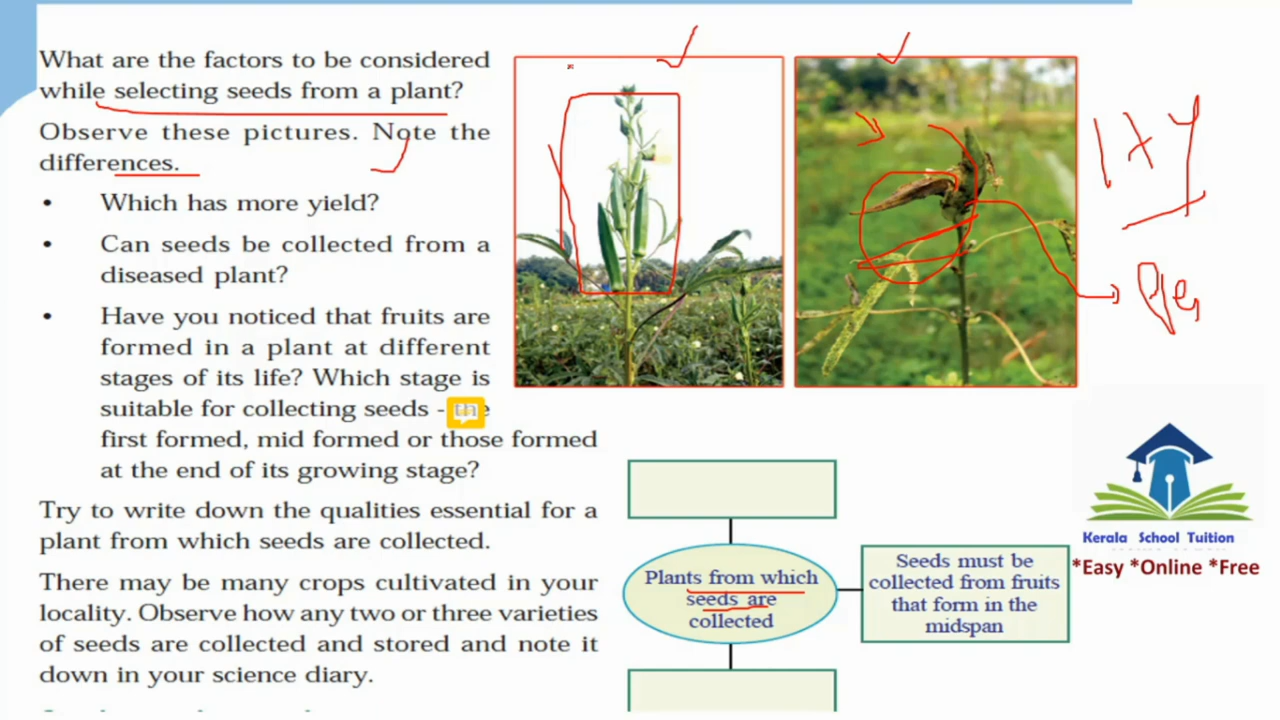 What are the factors to be considered
while selecting seeds from a plant?
Observe these pictures. Note the
differences.
• Which has more yield?
• Can seeds be collected from a
diseased plant?
• Have you noticed that fruits are
formed in a plant at different
stages of its life? Which stage is
suitable for collecting seeds - the
first formed, mid formed or those formed
at the end of its growing stage?
Try to write down the qualities essential for a
plant from which seeds are collected.
There may be many crops cultivated in your
locality. Observe how any two or three varieties
of seeds are collected and stored and note it
down in your science diary.
Plants from which
seeds are
collected
Seeds must be
collected from fruits
that form in the
midspan
Kerala School Tuition
*Easy *Online *Free